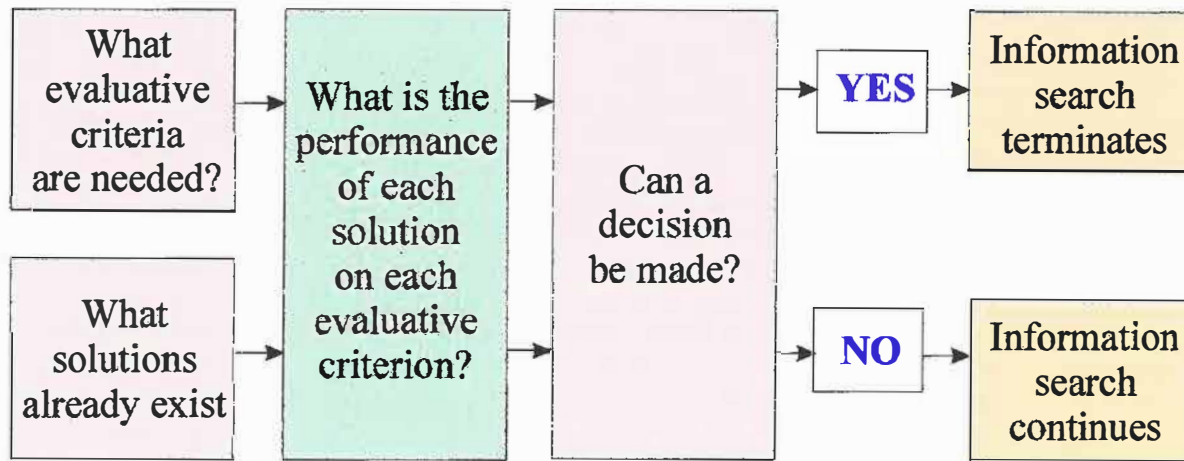 What
evaluative
criteria
are needed?
What
solutions
already exist
What is the
performance
of each
solution
on each
evaluative
criterion?
Can a
decision
be made?
YES
NO
Information
search
terminates
Information
search
continues